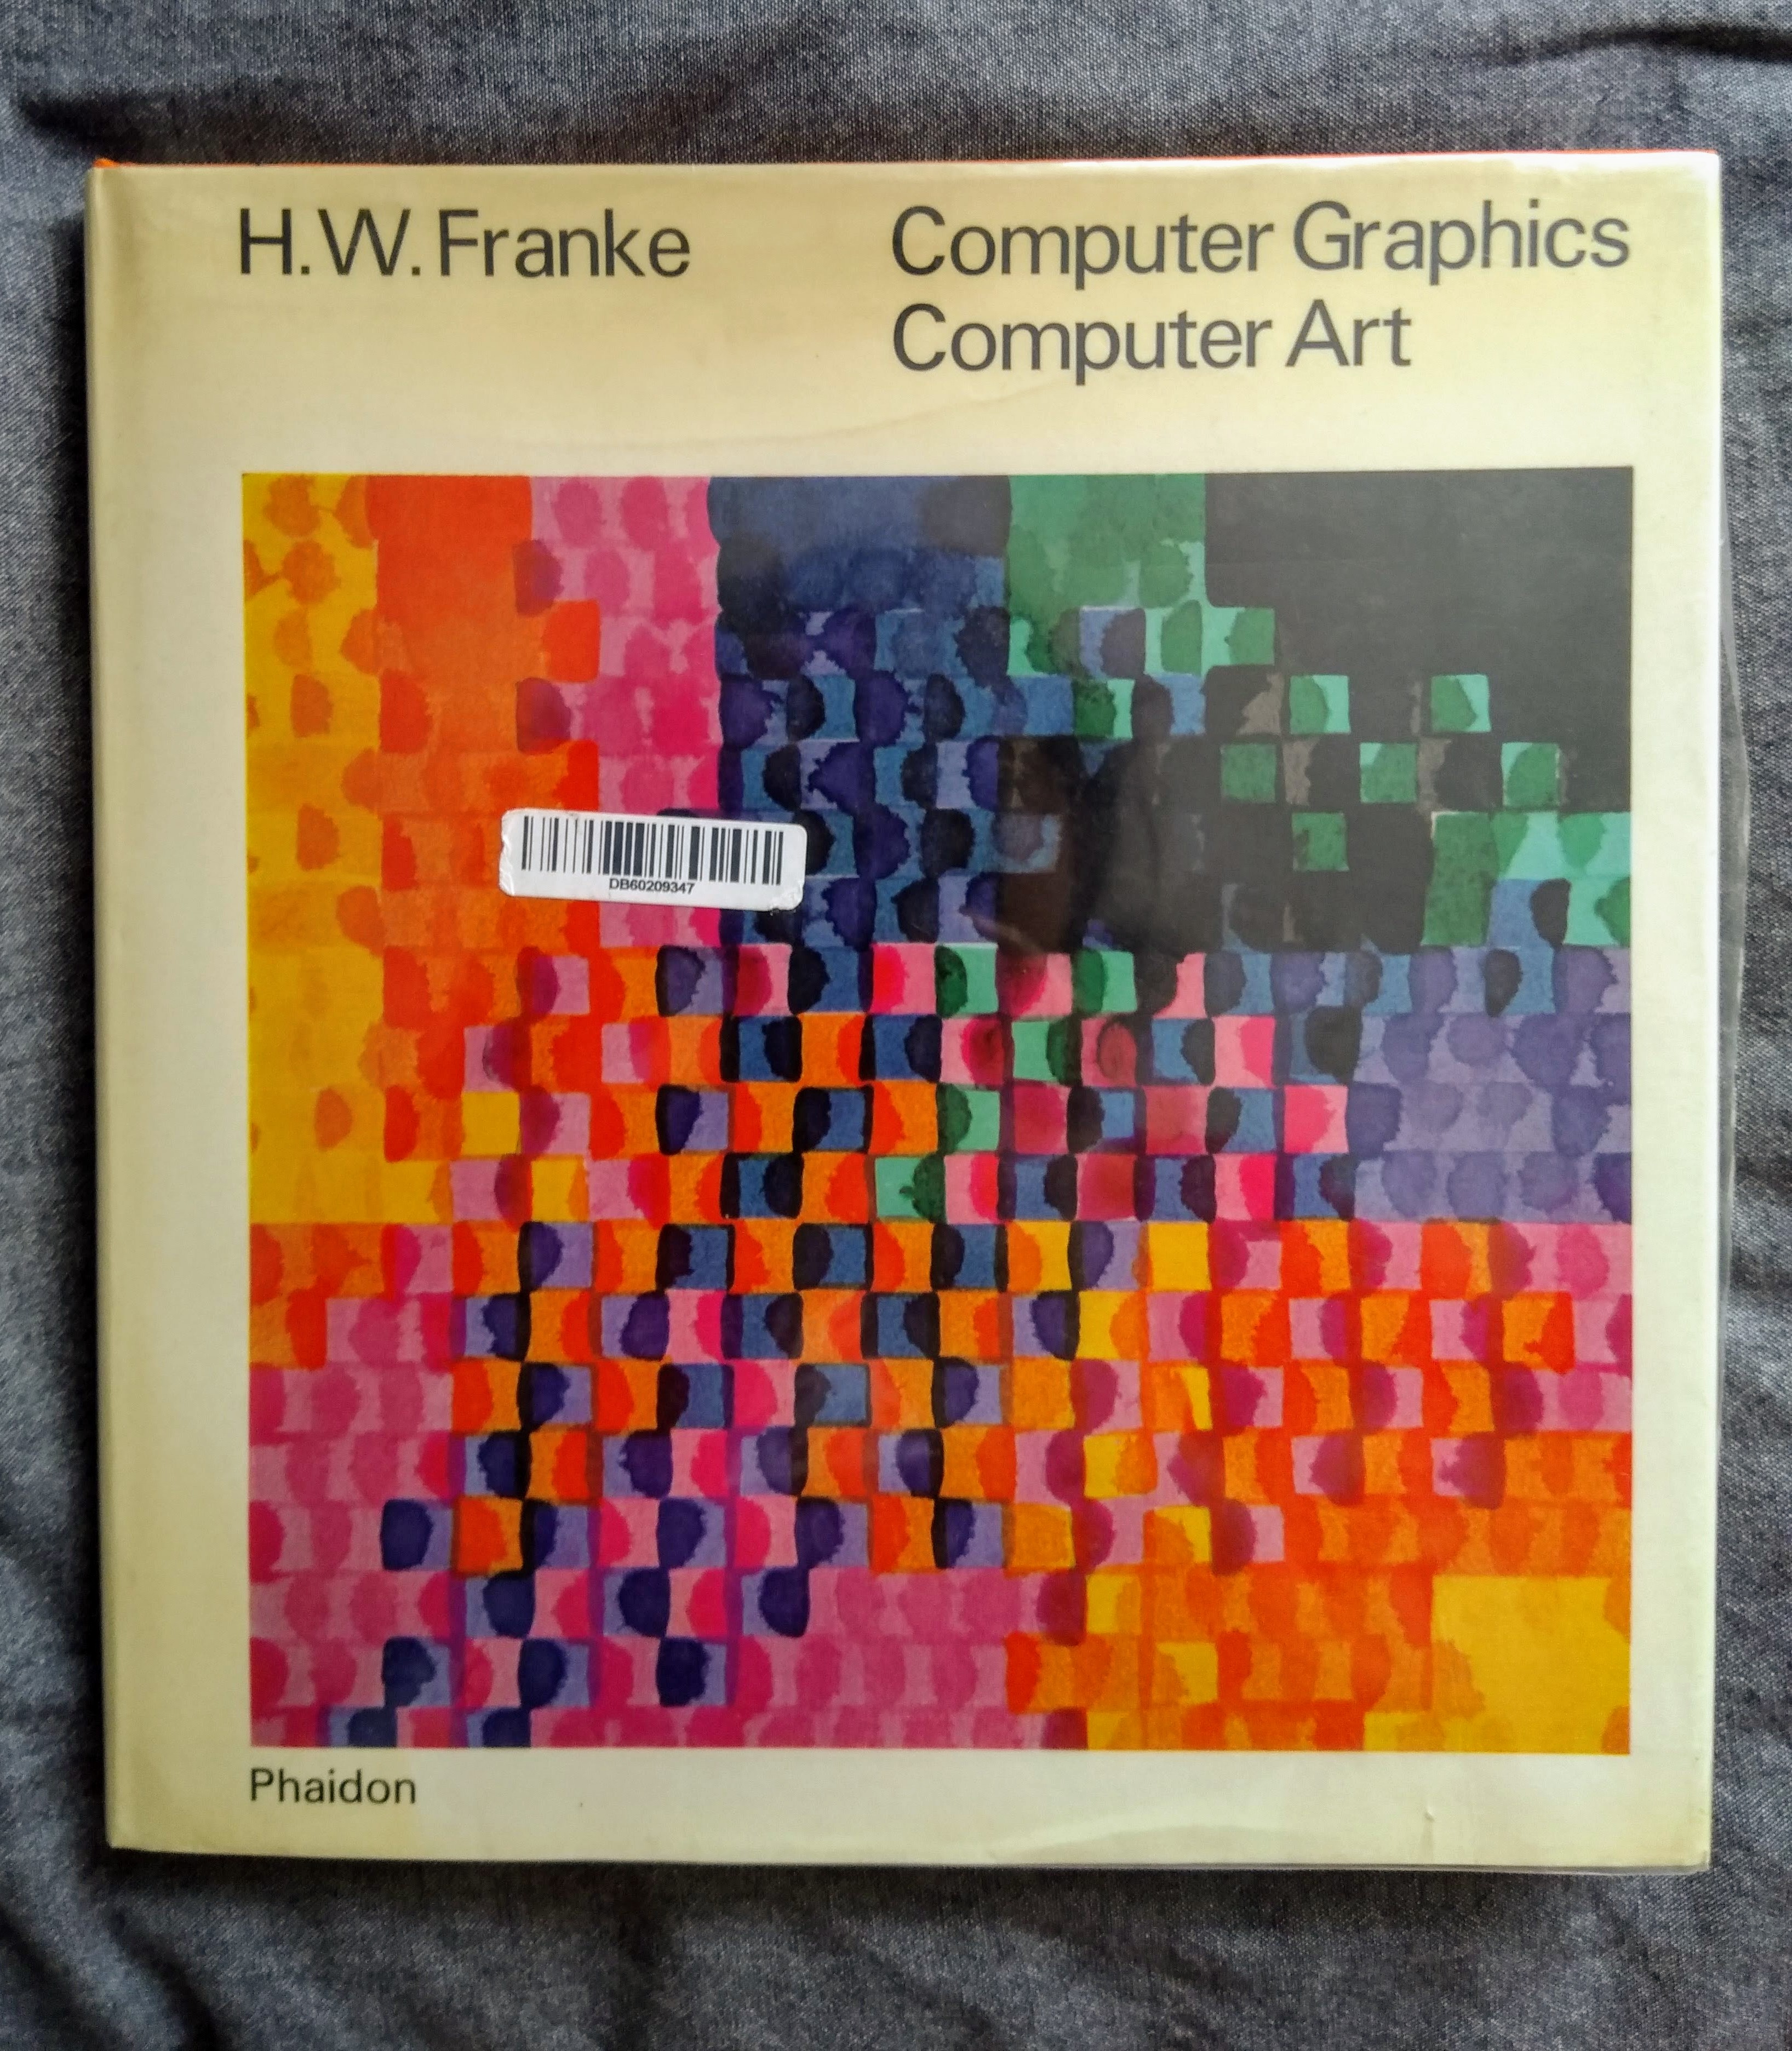 H.W. Franke
Computer Graphics
Computer Art
DB60209347
Phaidon